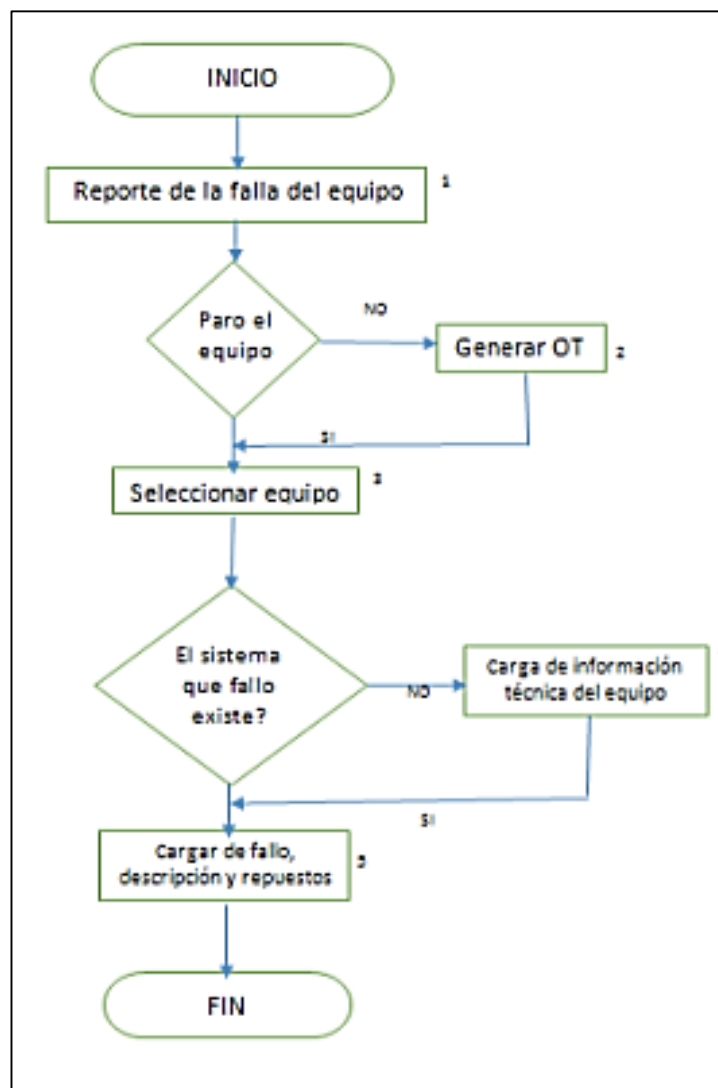 INICIO
Reporte de la falla del equipo
1
Paro el
equipo
NO
Generar OT
2
SI
Seleccionar equipo
3
El sistema
que fallo
existe?
NO
Carga de información
técnica del equipo
SI
Cargar de fallo,
descripción y repuestos
FIN